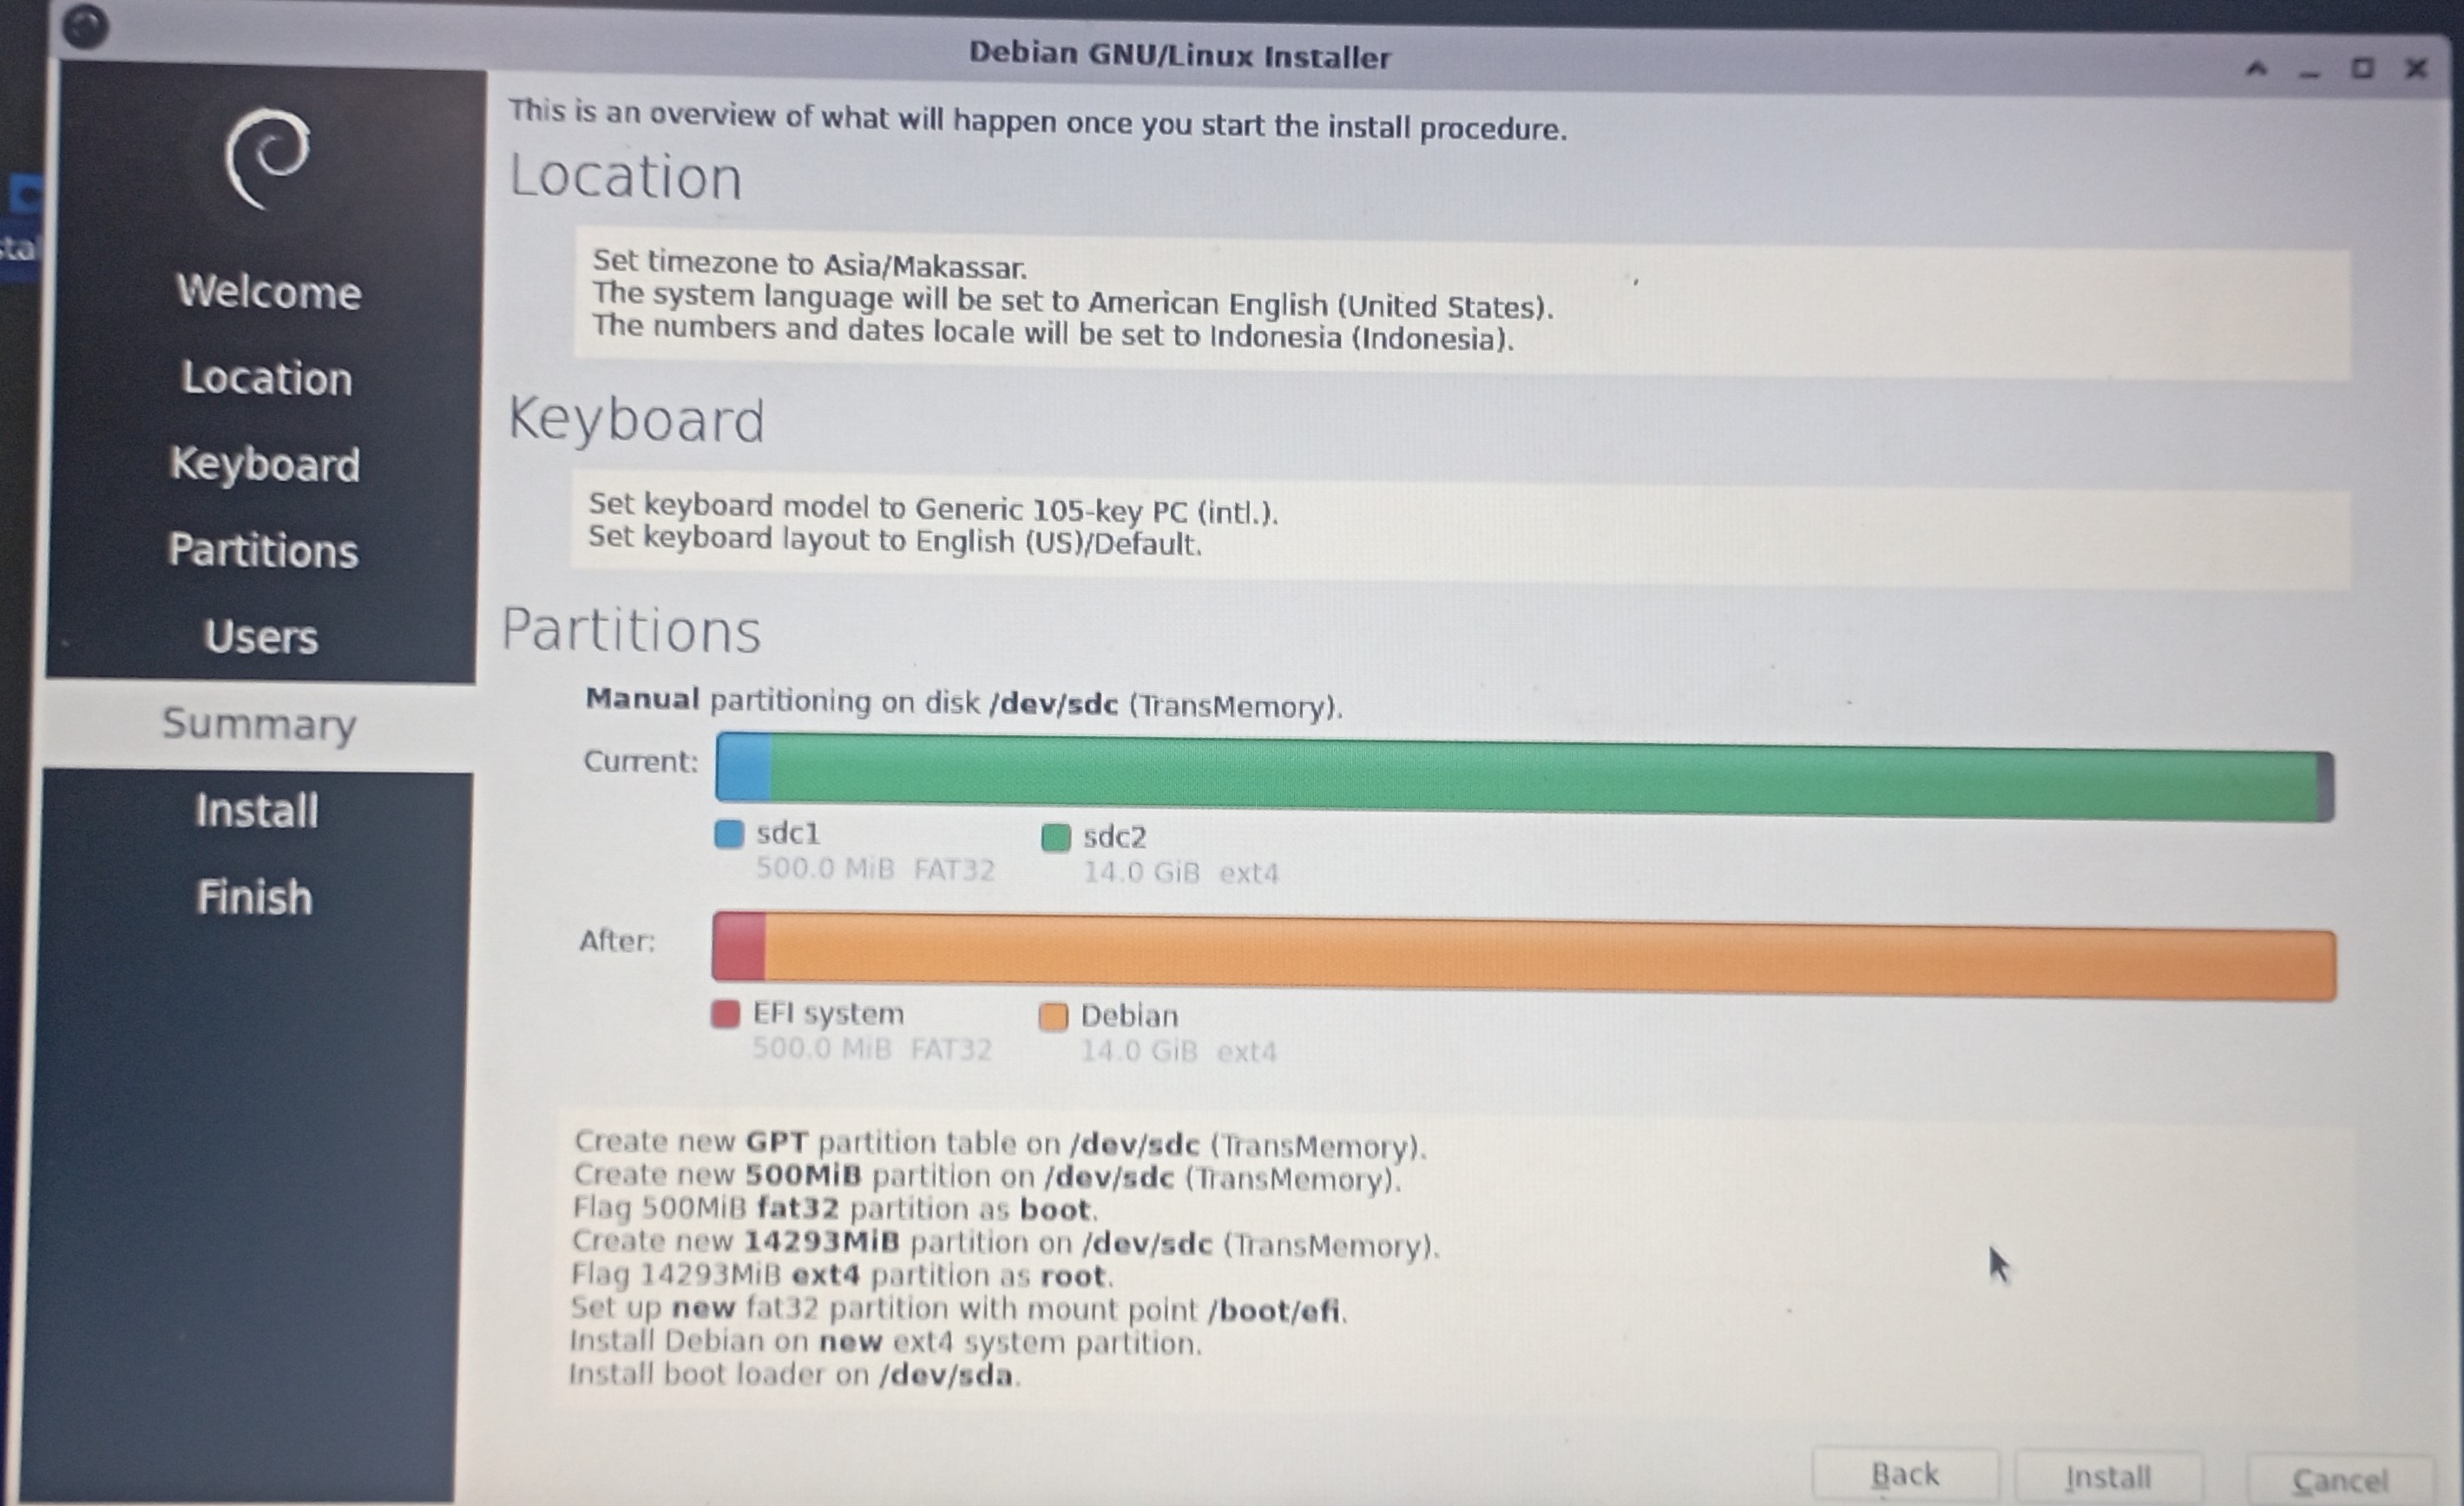 Debian GNU/Linux Installer
This is an overview of what will happen once you start the install procedure.
Location
Set timezone to Asia/Makassar.
The system language will be set to American English (United States).
The numbers and dates locale will be set to Indonesia (Indonesia).
Keyboard
Set keyboard model to Generic 105-key PC (intl.).
Set keyboard layout to English (US)/Default.
Partitions
Manual partitioning on disk /dev/sdc (TransMemory).
Current:
sdc1
500.0 MiB FAT32
sdc2
14.0 GiB ext4
After:
EFI system
500.0 MiB FAT32
Debian
14.0 GiB ext4
Create new GPT partition table on /dev/sdc (TransMemory).
Create new 500MiB partition on /dev/sdc (TransMemory).
Flag 500MiB fat32 partition as boot.
Create new 14293MiB partition on /dev/sdc (TransMemory).
Flag 14293MiB ext4 partition as root.
Set up new fat32 partition with mount point /boot/efi.
Install Debian on new ext4 system partition.
Install boot loader on /dev/sda.
Welcome
Location
Keyboard
Partitions
Users
Summary
Install
Finish
Back
Install
Cancel